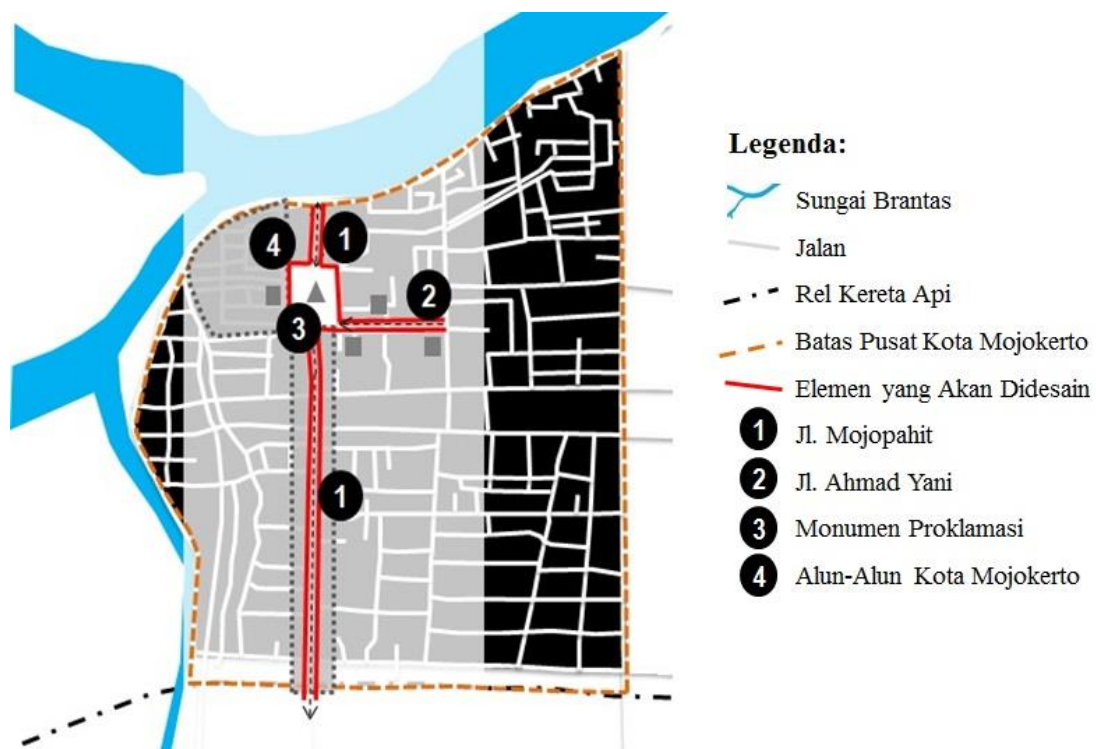 4
1
2
3
1
Legenda:
Sungai Brantas
Jalan
Rel Kereta Api
Batas Pusat Kota Mojokerto
Elemen yang Akan Didesain
1 Jl. Mojopahit
2 Jl. Ahmad Yani
3 Monumen Proklamasi
4 Alun-Alun Kota Mojokerto